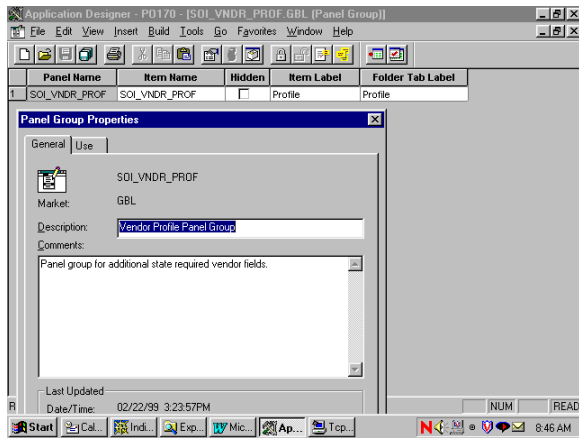 Application Designer - PO170 - [SOI_VNDR_PROF.GBL (Panel Group)]
File Edit View Insert Build Tools Go Favorites Window Help
Panel Name Item Name Hidden Item Label Folder Tab Label
1 SOI_VNDR_PROF SOI_VNDR_PROF Profile Profile
Panel Group Properties
General Use
SOI_VNDR_PROF
Market: GBL
Description: Vendor Profile Panel Group
Comments:
Panel group for additional state required vendor fields.
Last Updated
Date/Time: 02/22/99 3:23:57PM
R NUM READ
Start Cal... Indi... Exp... Mic... Ap... Tcp... 8:46 AM